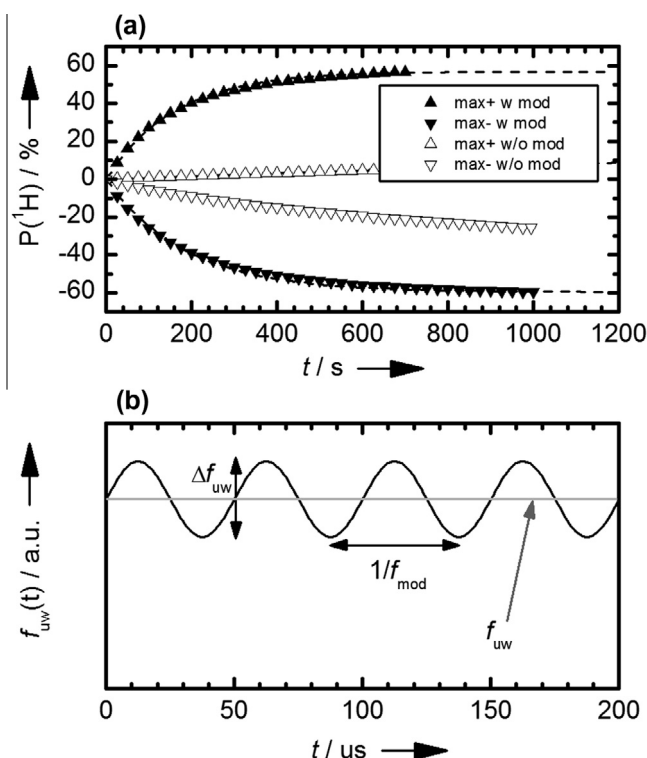 (a)
P(¹H) / %
60
40
20
0
-20
-40
-60
max+ w mod
max- w mod
max+ w/o mod
max- w/o mod
0 200 400 600 800 1000 1200
t / s
(b)
f_uw(t) / a.u.
Δf_uw
1/f_mod
f_uw
0 50 100 150 200
t / us